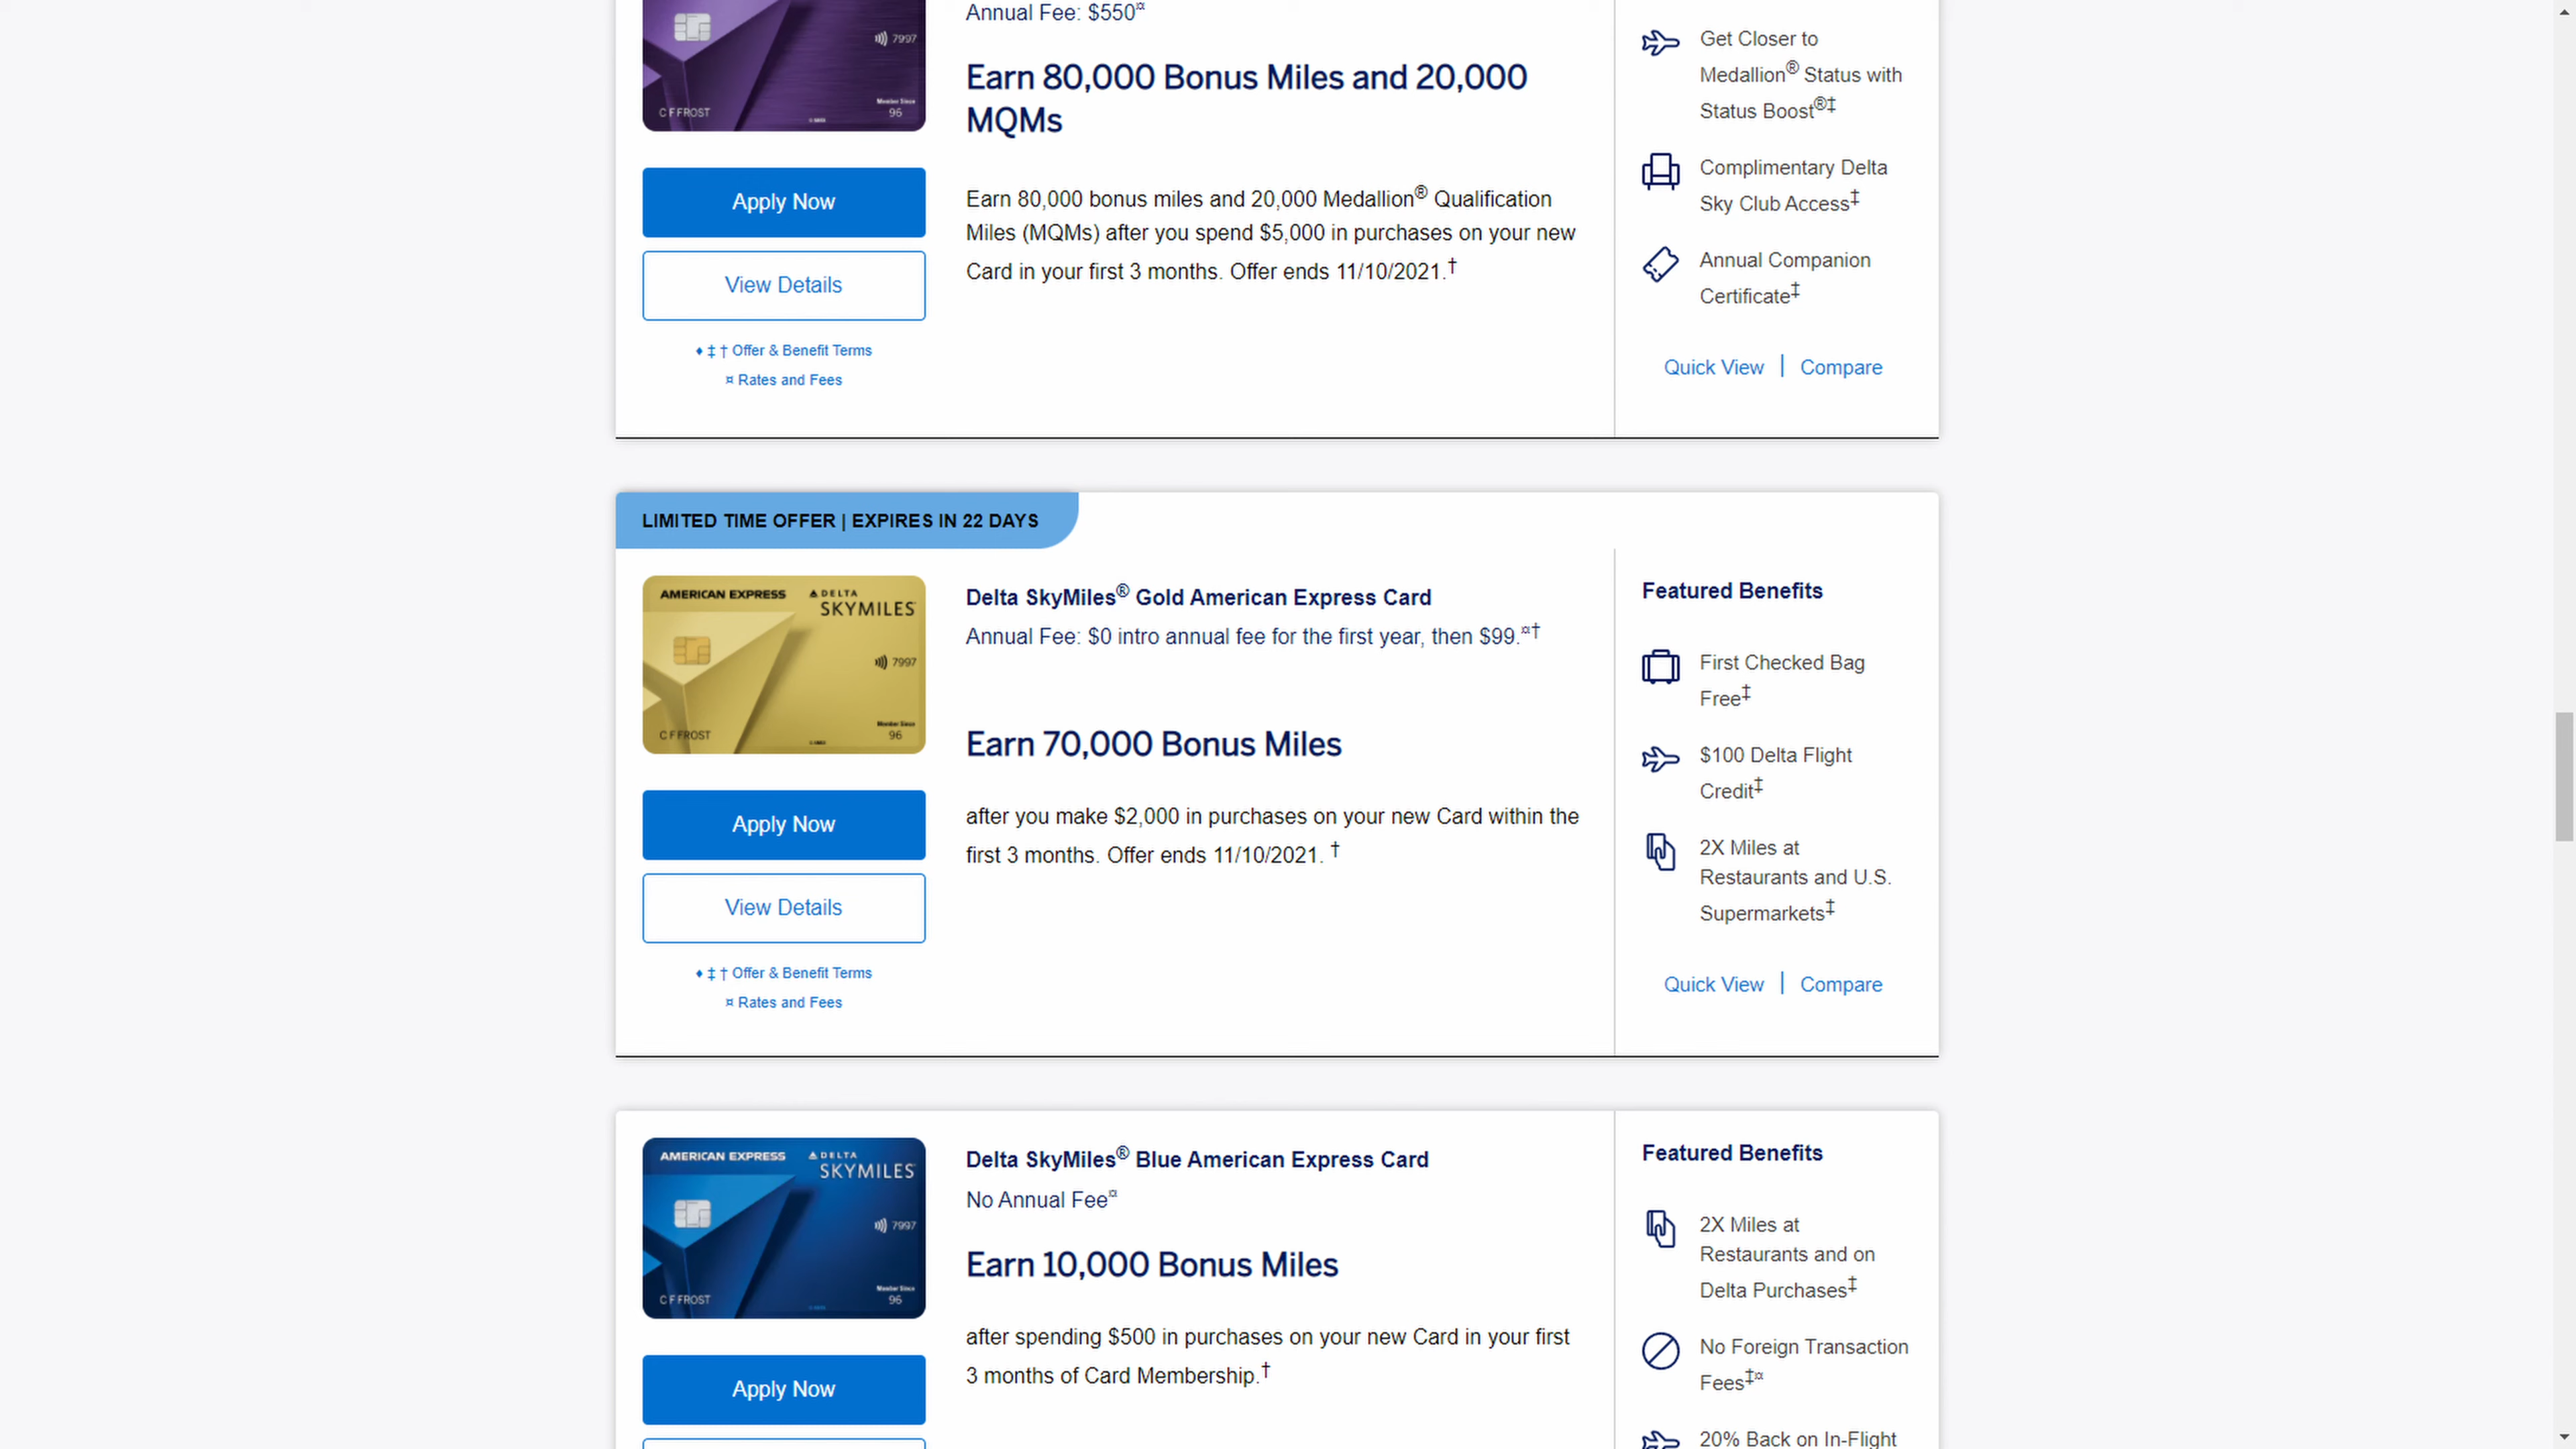 Annual Fee: $550¤
7997
Member Since
C F FROST
96
Earn 80,000 Bonus Miles and 20,000
MQMs
Earn 80,000 bonus miles and 20,000 Medallion® Qualification
Miles (MQMs) after you spend $5,000 in purchases on your new
Card in your first 3 months. Offer ends 11/10/2021.†
Apply Now
View Details
♦ ‡ † Offer & Benefit Terms
¤ Rates and Fees
Get Closer to
Medallion® Status with
Status Boost®‡
Complimentary Delta
Sky Club Access‡
Annual Companion
Certificate‡
Quick View | Compare
LIMITED TIME OFFER | EXPIRES IN 22 DAYS
AMERICAN EXPRESS
DELTA
SKYMILES
7997
Member Since
C F FROST
96
Apply Now
View Details
♦ ‡ † Offer & Benefit Terms
¤ Rates and Fees
Delta SkyMiles® Gold American Express Card
Annual Fee: $0 intro annual fee for the first year, then $99.¤†
Earn 70,000 Bonus Miles
after you make $2,000 in purchases on your new Card within the
first 3 months. Offer ends 11/10/2021. †
Featured Benefits
First Checked Bag
Free‡
$100 Delta Flight
Credit‡
2X Miles at
Restaurants and U.S.
Supermarkets‡
Quick View | Compare
AMERICAN EXPRESS
DELTA
SKYMILES
7997
Member Since
C F FROST
96
Apply Now
Delta SkyMiles® Blue American Express Card
No Annual Fee¤
Earn 10,000 Bonus Miles
after spending $500 in purchases on your new Card in your first
3 months of Card Membership.†
Featured Benefits
2X Miles at
Restaurants and on
Delta Purchases‡
No Foreign Transaction
Fees‡¤
20% Back on In-Flight